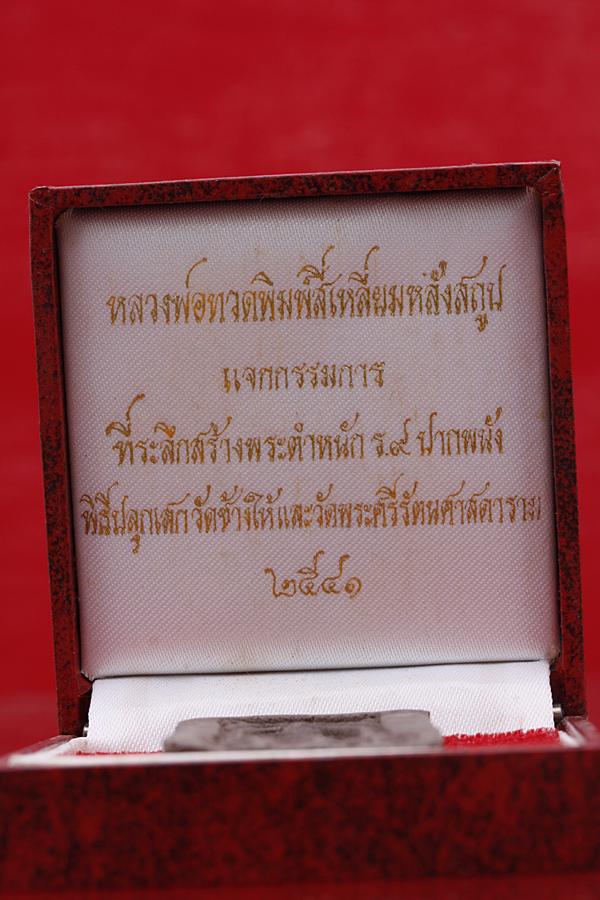 หลวงพ่อทวดพิมพ์สี่เหลี่ยมหลังสถูป
แจกกรรมการ
ที่ระลึกสร้างพระตำหนัก ร.๙ ปากพนัง
พิธีปลุกเสก วัดช้างให้และวัดพระศรีรัตนศาสดาราม
๒๕๔๑